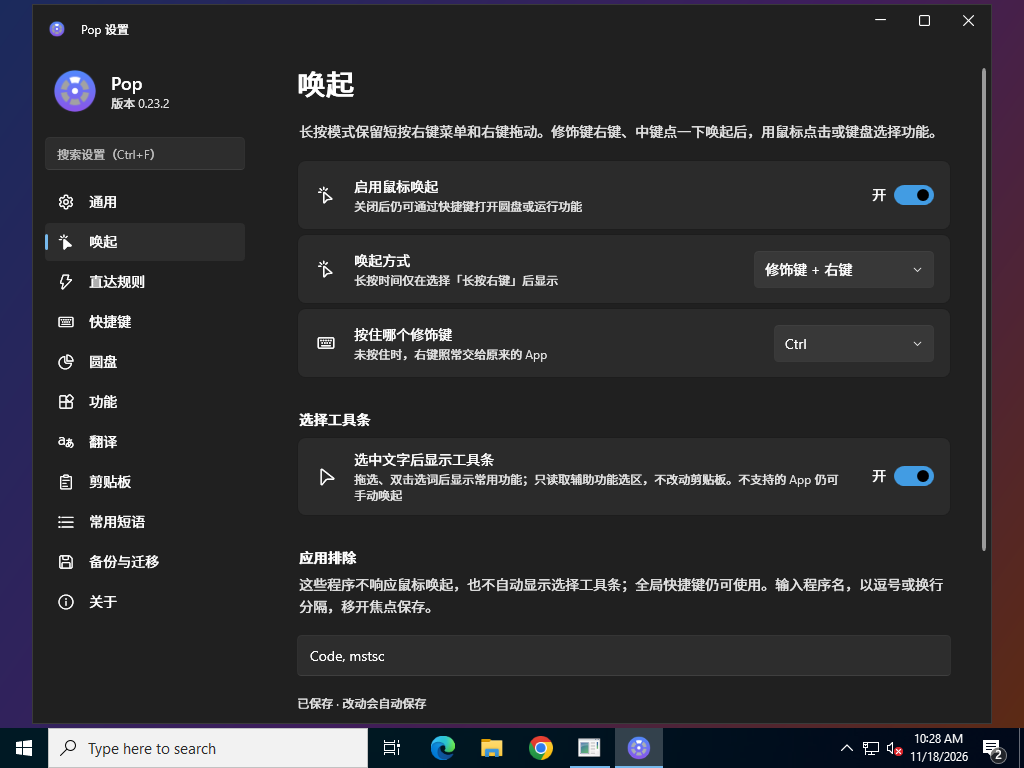 Pop 设置
Pop
版本 0.23.2
搜索设置（Ctrl+F）
通用
唤起
直达规则
快捷键
圆盘
功能
翻译
剪贴板
常用短语
备份与迁移
关于
唤起
长按模式保留短按右键菜单和右键拖动。修饰键右键、中键点一下唤起后，用鼠标点击或键盘选择功能。
启用鼠标唤起
关闭后仍可通过快捷键打开圆盘或运行功能
开
唤起方式
长按时间仅在选择「长按右键」后显示
修饰键 + 右键
按住哪个修饰键
未按住时，右键照常交给原来的 App
Ctrl
选择工具条
选中文字后显示工具条
拖选、双击选词后显示常用功能；只读取辅助功能选区，不改动剪贴板。不支持的 App 仍可
手动唤起
开
应用排除
这些程序不响应鼠标唤起，也不自动显示选择工具条；全局快捷键仍可使用。输入程序名，以逗号或换行
分隔，移开焦点保存。
Code, mstsc
已保存 · 改动会自动保存
Type here to search
10:28 AM
11/18/2026
2